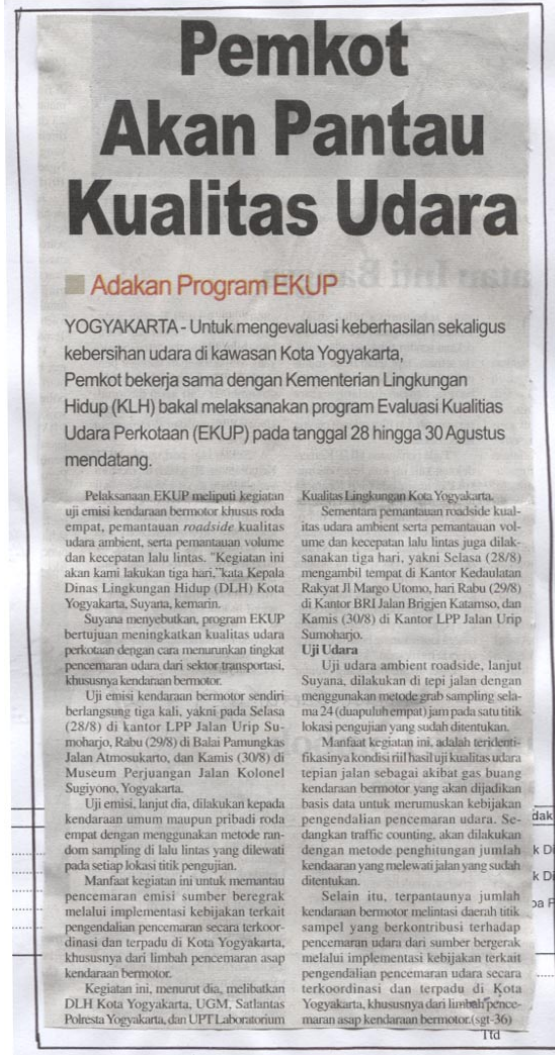 Pemkot
Akan Pantau
Kualitas Udara
Adakan Program EKUP
YOGYAKARTA - Untuk mengevaluasi keberhasilan sekaligus
kebersihan udara di kawasan Kota Yogyakarta,
Pemkot bekerja sama dengan Kementerian Lingkungan
Hidup (KLH) bakal melaksanakan program Evaluasi Kualitias
Udara Perkotaan (EKUP) pada tanggal 28 hingga 30 Agustus
mendatang.
Pelaksanaan EKUP meliputi kegiatan
uji emisi kendaraan bermotor khusus roda
empat, pemantauan roadside kualitas
udara ambient, serta pemantauan volume
dan kecepatan lalu lintas. "Kegiatan ini
akan kami lakukan tiga hari," kata Kepala
Dinas Lingkungan Hidup (DLH) Kota
Yogyakarta, Suyana, kemarin.
Suyana menyebutkan, program EKUP
bertujuan meningkatkan kualitas udara
perkotaan dengan cara menurunkan tingkat
pencemaran udara dari sektor transportasi,
khususnya kendaraan bermotor.
Uji emisi kendaraan bermotor sendiri
berlangsung tiga kali, yakni pada Selasa
(28/8) di kantor LPP Jalan Urip Su-
moharjo, Rabu (29/8) di Balai Pamungkas
Jalan Atmosukarto, dan Kamis (30/8) di
Museum Perjuangan Jalan Kolonel
Sugiyono, Yogyakarta.
Uji emisi, lanjut dia, dilakukan kepada
kendaraan umum maupun pribadi roda
empat dengan menggunakan metode ran-
dom sampling di lalu lintas yang dilewati
pada setiap lokasi titik pengujian.
Manfaat kegiatan ini untuk memantau
pencemaran emisi sumber beregrak
melalui implementasi kebijakan terkait
pengendalian pencemaran secara terkoor-
dinasi dan terpadu di Kota Yogyakarta,
khususnya dari limbah pencemaran asap
kendaraan bermotor.
Kegiatan ini, menurut dia, melibatkan
DLH Kota Yogyakarta, UGM, Satlantas
Polresta Yogyakarta, dan UPT Laboratorium
Kualitas Lingkungan Kota Yogyakarta.
Sementara pemantauan roadside kual-
itas udara ambient serta pemantauan vol-
ume dan kecepatan lalu lintas juga dilak-
sanakan tiga hari, yakni Selasa (28/8)
mengambil tempat di Kantor Kedaulatan
Rakyat Jl Margo Utomo, hari Rabu (29/8)
di Kantor BRI Jalan Brigjen Katamso, dan
Kamis (30/8) di Kantor LPP Jalan Urip
Sumoharjo.
Uji Udara
Uji udara ambient roadside, lanjut
Suyana, dilakukan di tepi jalan dengan
menggunakan metode grab sampling sela-
ma 24 (duapuluh empat) jam pada satu titik
lokasi pengujian yang sudah ditentukan.
Manfaat kegiatan ini, adalah teridenti-
fikasinya kondisi riil hasil uji kualitas udara
tepian jalan sebagai akibat gas buang
kendaraan bermotor yang akan dijadikan
basis data untuk merumuskan kebijakan
pengendalian pencemaran udara. Se-
dangkan traffic counting, akan dilakukan
dengan metode penghitungan jumlah
kendaaran yang melewati jalan yang sudah
ditentukan.
Selain itu, terpantaunya jumlah
kendaraan bermotor melintasi daerah titik
sampel yang berkontribusi terhadap
pencemaran udara dari sumber bergerak
melalui implementasi kebijakan terkait
pengendalian pencemaran udara secara
terkoordinasi dan terpadu di Kota
Yogyakarta, khususnya dari limbah pence-
maran asap kendaraan bermotor.(sgt-36)
Ttd